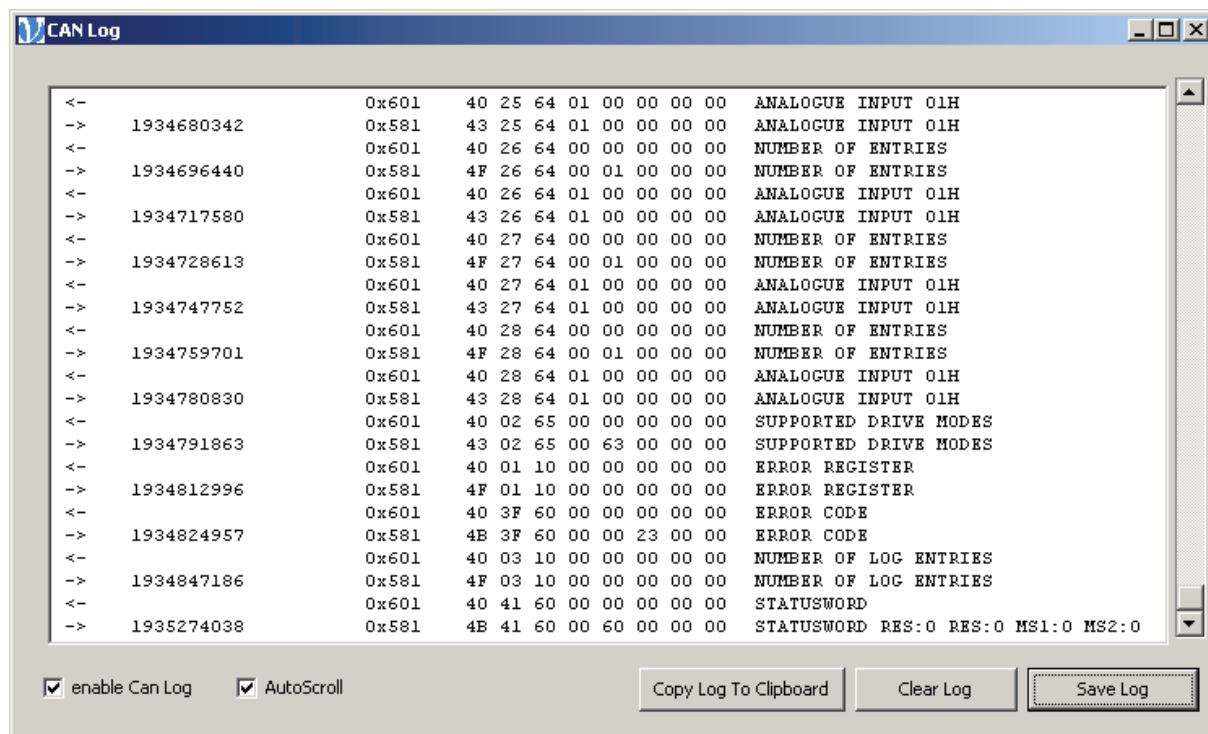 CAN Log
<- 0x601 40 25 64 01 00 00 00 00 ANALOGUE INPUT 01H
-> 1934680342 0x581 43 25 64 01 00 00 00 00 ANALOGUE INPUT 01H
<- 0x601 40 26 64 00 00 00 00 00 NUMBER OF ENTRIES
-> 1934696440 0x581 4F 26 64 00 01 00 00 00 NUMBER OF ENTRIES
<- 0x601 40 26 64 01 00 00 00 00 ANALOGUE INPUT 01H
-> 1934717580 0x581 43 26 64 01 00 00 00 00 ANALOGUE INPUT 01H
<- 0x601 40 27 64 00 00 00 00 00 NUMBER OF ENTRIES
-> 1934728613 0x581 4F 27 64 00 01 00 00 00 NUMBER OF ENTRIES
<- 0x601 40 27 64 01 00 00 00 00 ANALOGUE INPUT 01H
-> 1934747752 0x581 43 27 64 01 00 00 00 00 ANALOGUE INPUT 01H
<- 0x601 40 28 64 00 00 00 00 00 NUMBER OF ENTRIES
-> 1934759701 0x581 4F 28 64 00 01 00 00 00 NUMBER OF ENTRIES
<- 0x601 40 28 64 01 00 00 00 00 ANALOGUE INPUT 01H
-> 1934780830 0x581 43 28 64 01 00 00 00 00 ANALOGUE INPUT 01H
<- 0x601 40 02 65 00 00 00 00 00 SUPPORTED DRIVE MODES
-> 1934791863 0x581 43 02 65 00 63 00 00 00 SUPPORTED DRIVE MODES
<- 0x601 40 01 10 00 00 00 00 00 ERROR REGISTER
-> 1934812996 0x581 4F 01 10 00 00 00 00 00 ERROR REGISTER
<- 0x601 40 3F 60 00 00 00 00 00 ERROR CODE
-> 1934824957 0x581 4B 3F 60 00 00 23 00 00 ERROR CODE
<- 0x601 40 03 10 00 00 00 00 00 NUMBER OF LOG ENTRIES
-> 1934847186 0x581 4F 03 10 00 00 00 00 00 NUMBER OF LOG ENTRIES
<- 0x601 40 41 60 00 00 00 00 00 STATUSWORD
-> 1935274038 0x581 4B 41 60 00 60 00 00 00 STATUSWORD RES:0 RES:0 MS1:0 MS2:0
enable Can Log AutoScroll Copy Log To Clipboard Clear Log Save Log